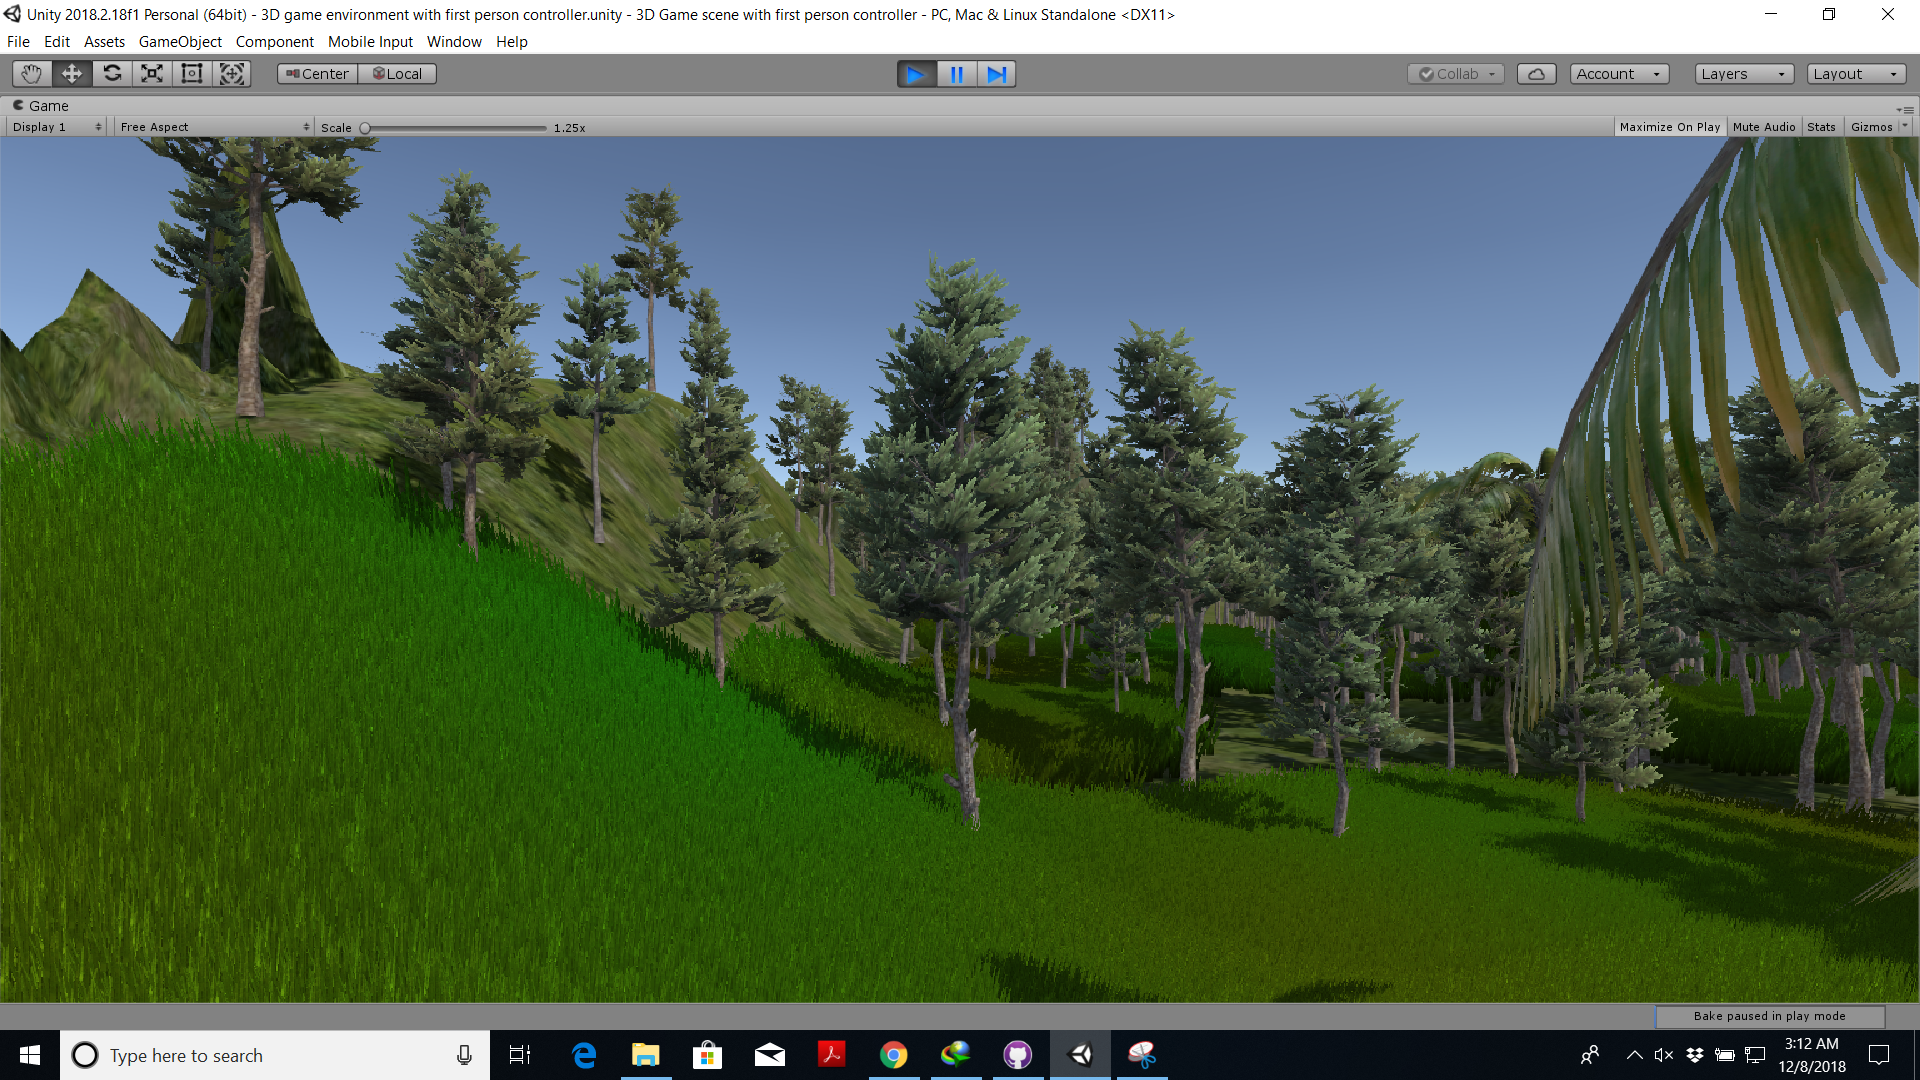 Unity 2018.2.18f1 Personal (64bit) - 3D game environment with first person controller.unity - 3D Game scene with first person controller - PC, Mac & Linux Standalone <DX11>
File Edit Assets GameObject Component Mobile Input Window Help
Center Local Collab Account Layers Layout
Game
Display 1 Free Aspect Scale 1.25x Maximize On Play Mute Audio Stats Gizmos
Bake paused in play mode
Type here to search
3:12 AM
12/8/2018